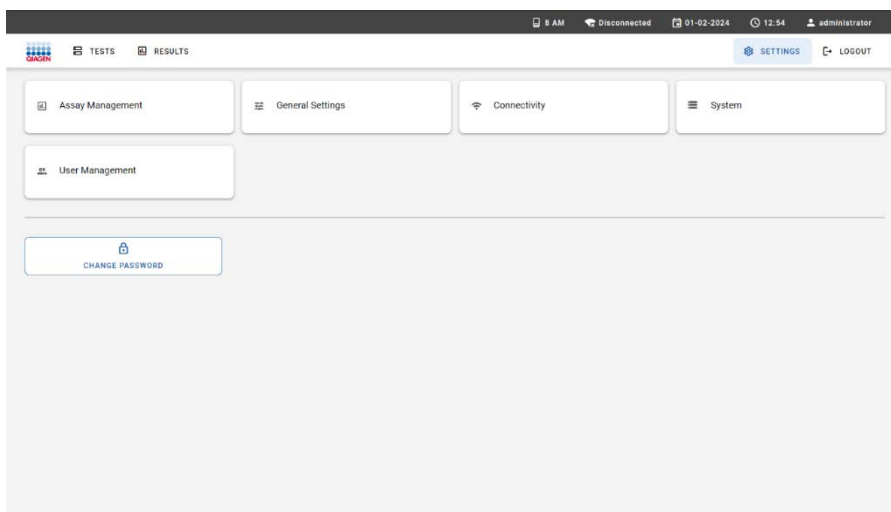 8 AM Disconnected 01-02-2024 12:54 administrator
QIAGEN TESTS RESULTS SETTINGS LOGOUT
Assay Management General Settings Connectivity System
User Management
CHANGE PASSWORD